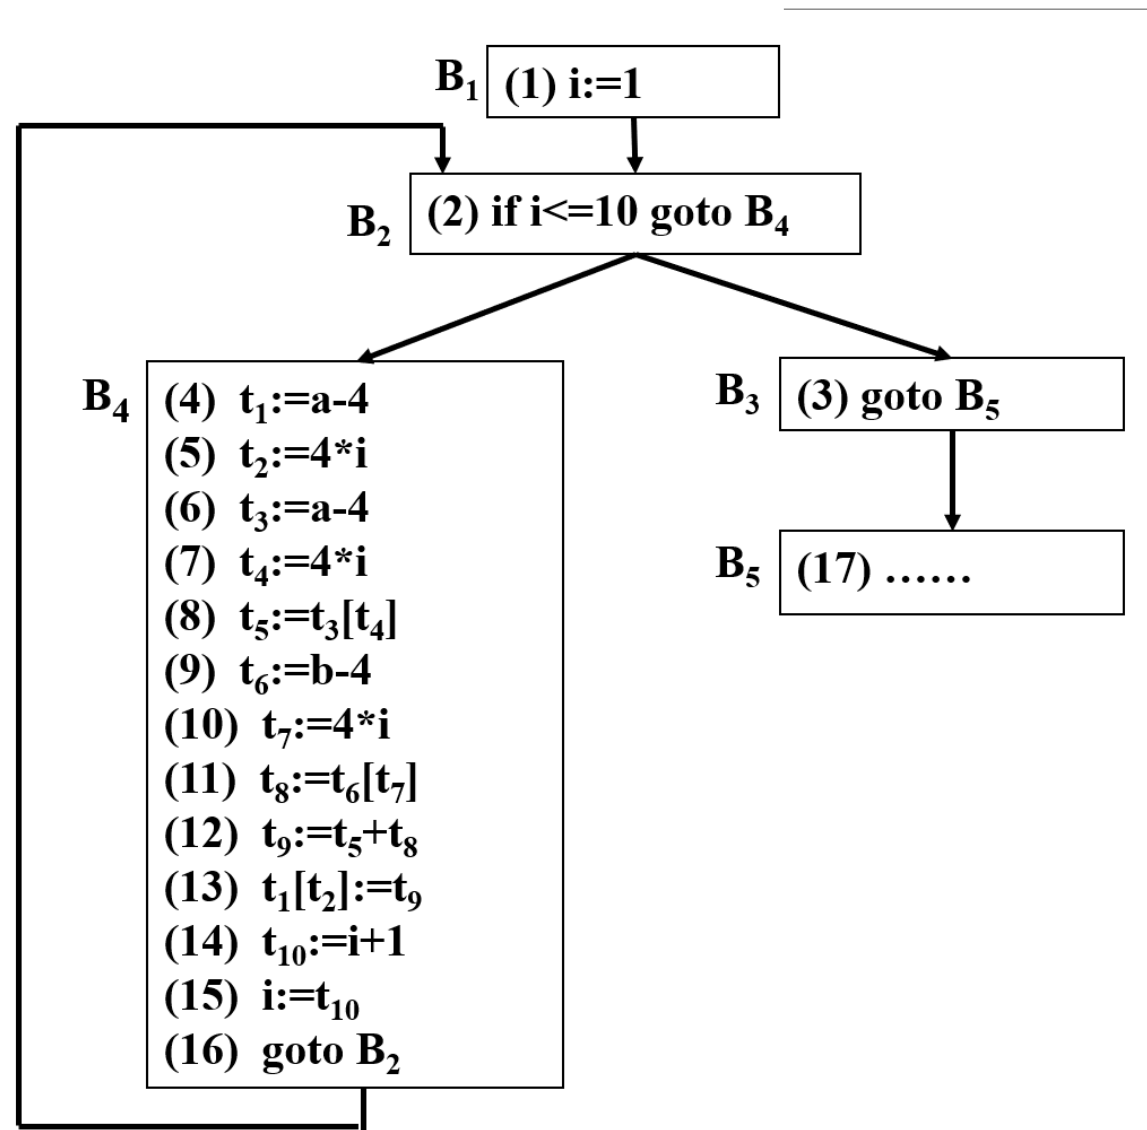 B₁ (1) i:=1
B₂ (2) if i<=10 goto B₄
B₄ (4) t₁:=a-4
(5) t₂:=4*i
(6) t₃:=a-4
(7) t₄:=4*i
(8) t₅:=t₃[t₄]
(9) t₆:=b-4
(10) t₇:=4*i
(11) t₈:=t₆[t₇]
(12) t₉:=t₅+t₈
(13) t₁[t₂]:=t₉
(14) t₁₀:=i+1
(15) i:=t₁₀
(16) goto B₂
B₃ (3) goto B₅
B₅ (17) ……